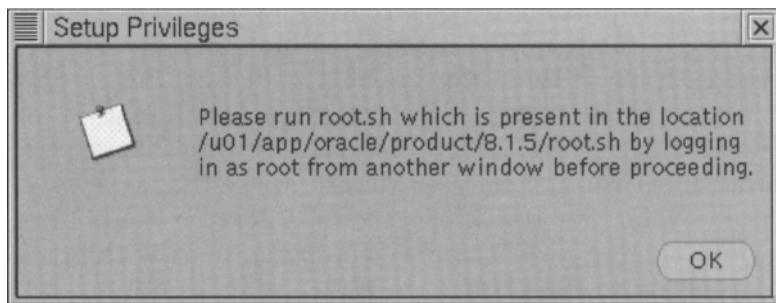 Setup Privileges
Please run root.sh which is present in the location
/u01/app/oracle/product/8.1.5/root.sh by logging
in as root from another window before proceeding.
OK